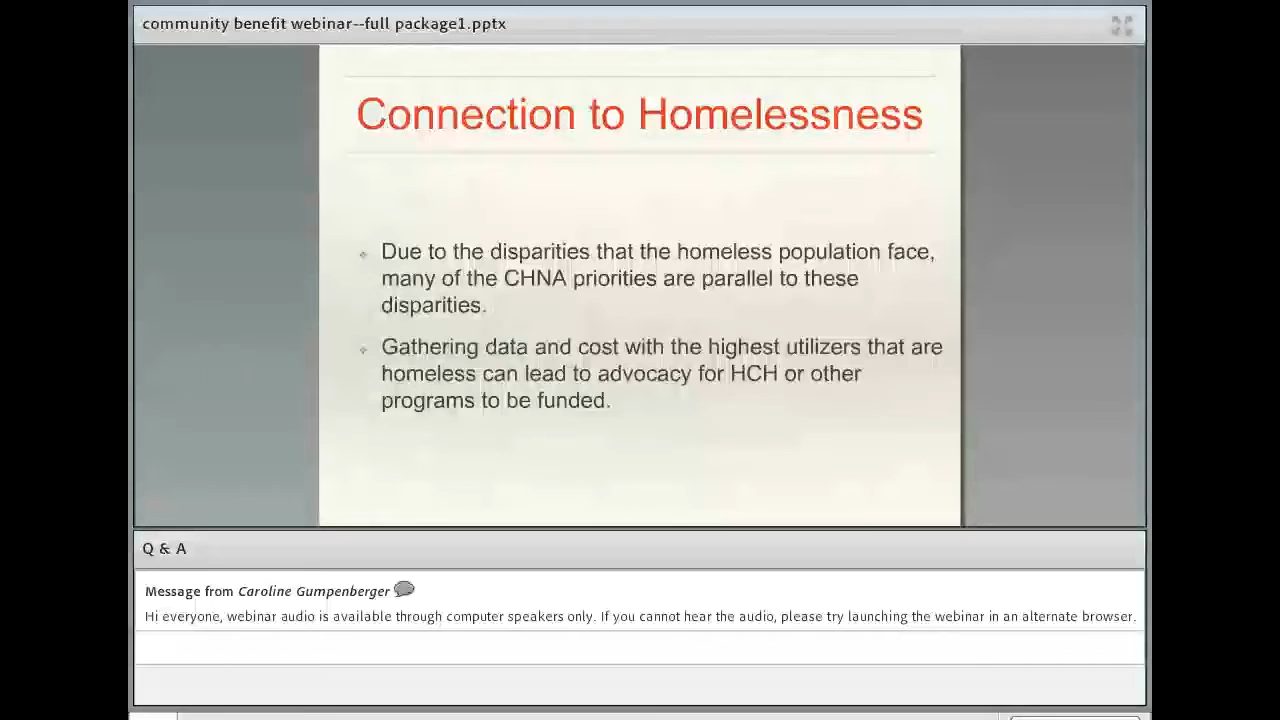 community benefit webinar--full package1.pptx
Connection to Homelessness
Due to the disparities that the homeless population face,
many of the CHNA priorities are parallel to these
disparities.
Gathering data and cost with the highest utilizers that are
homeless can lead to advocacy for HCH or other
programs to be funded.
Q & A
Message from Caroline Gumpenberger
Hi everyone, webinar audio is available through computer speakers only. If you cannot hear the audio, please try launching the webinar in an alternate browser.